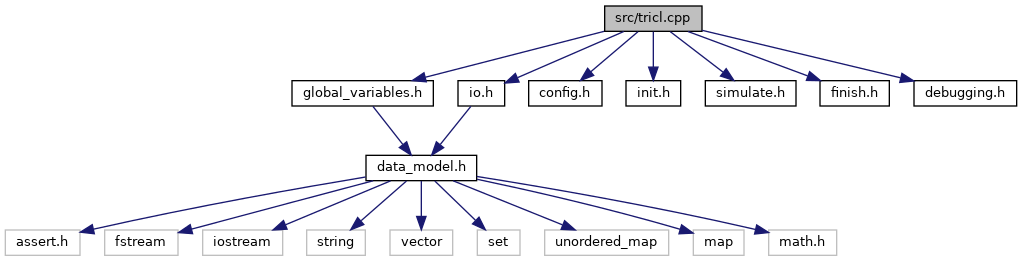 src/tricl.cpp
global_variables.h
io.h
config.h
init.h
simulate.h
finish.h
debugging.h
data_model.h
assert.h
fstream
iostream
string
vector
set
unordered_map
map
math.h